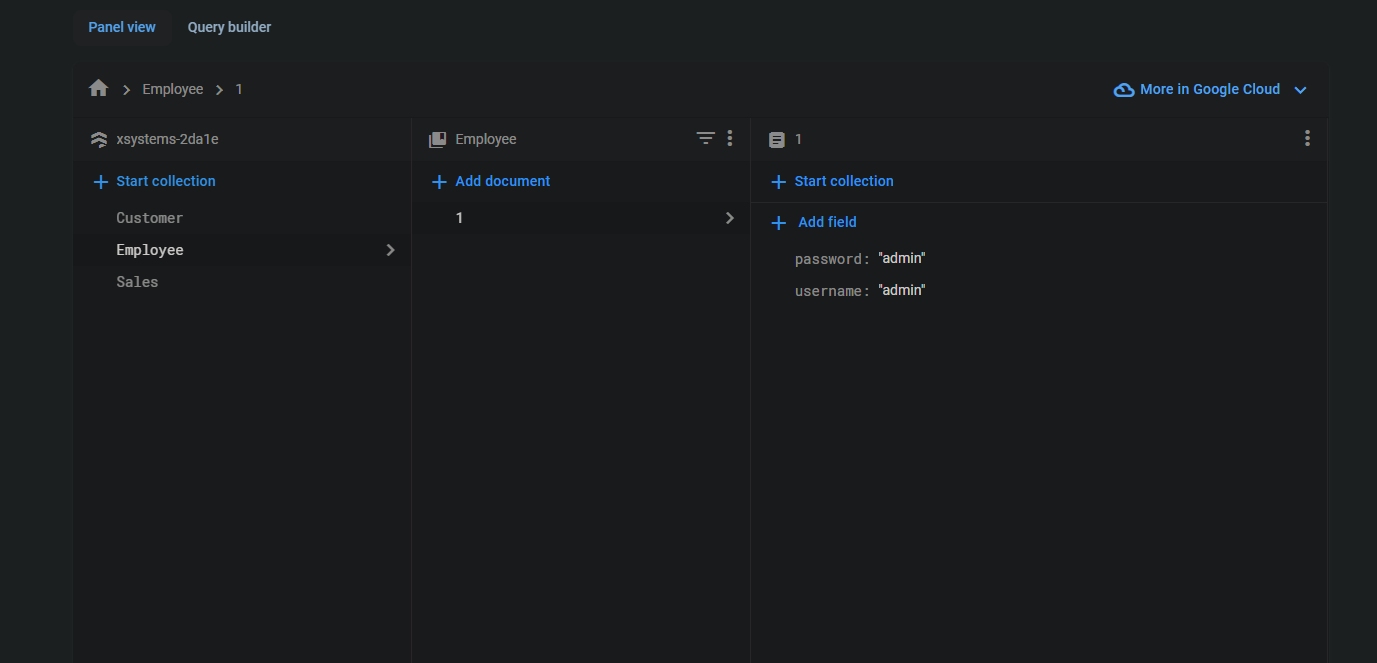 Panel view Query builder
Employee 1 More in Google Cloud
xsystems-2da1e Employee 1
Start collection Add document Start collection
Customer 1 Add field
Employee password: "admin"
Sales username: "admin"